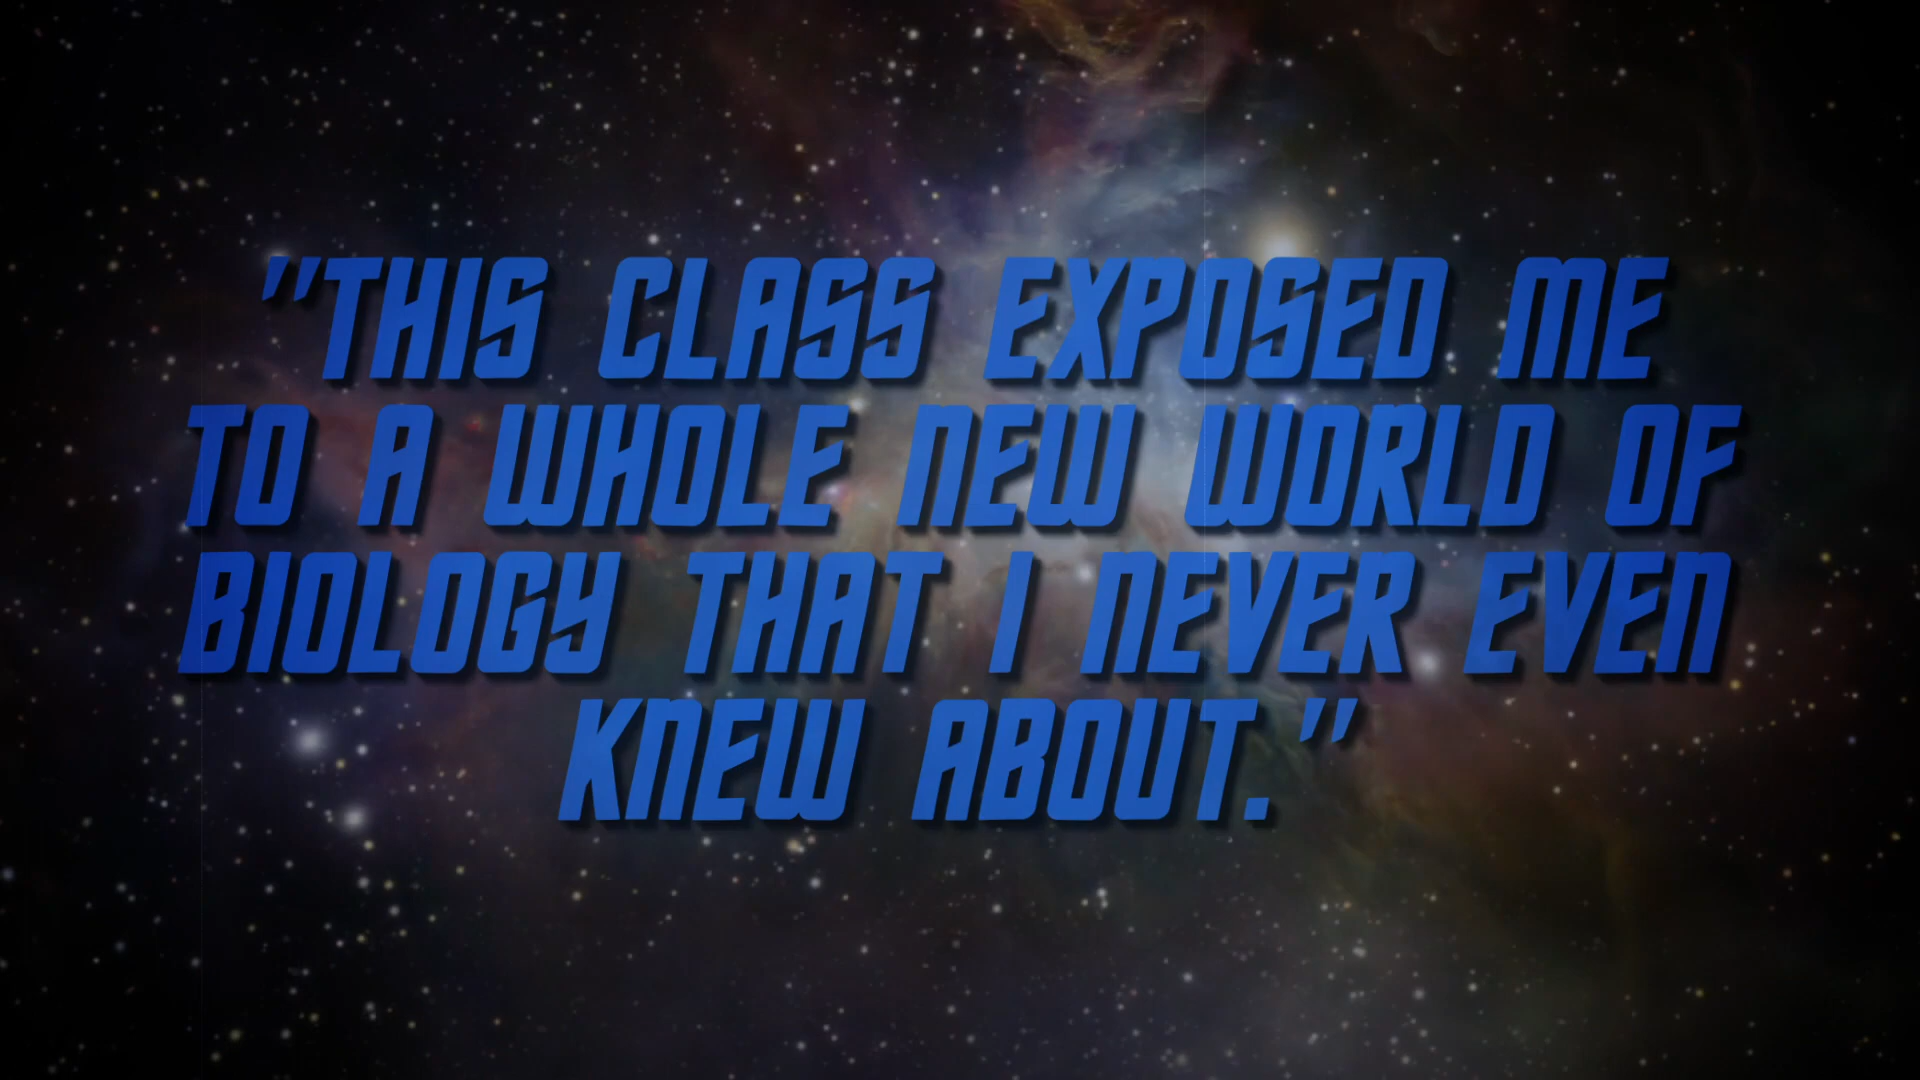 "THIS CLASS EXPOSED ME
TO A WHOLE NEW WORLD OF
BIOLOGY THAT I NEVER EVEN
KNEW ABOUT."